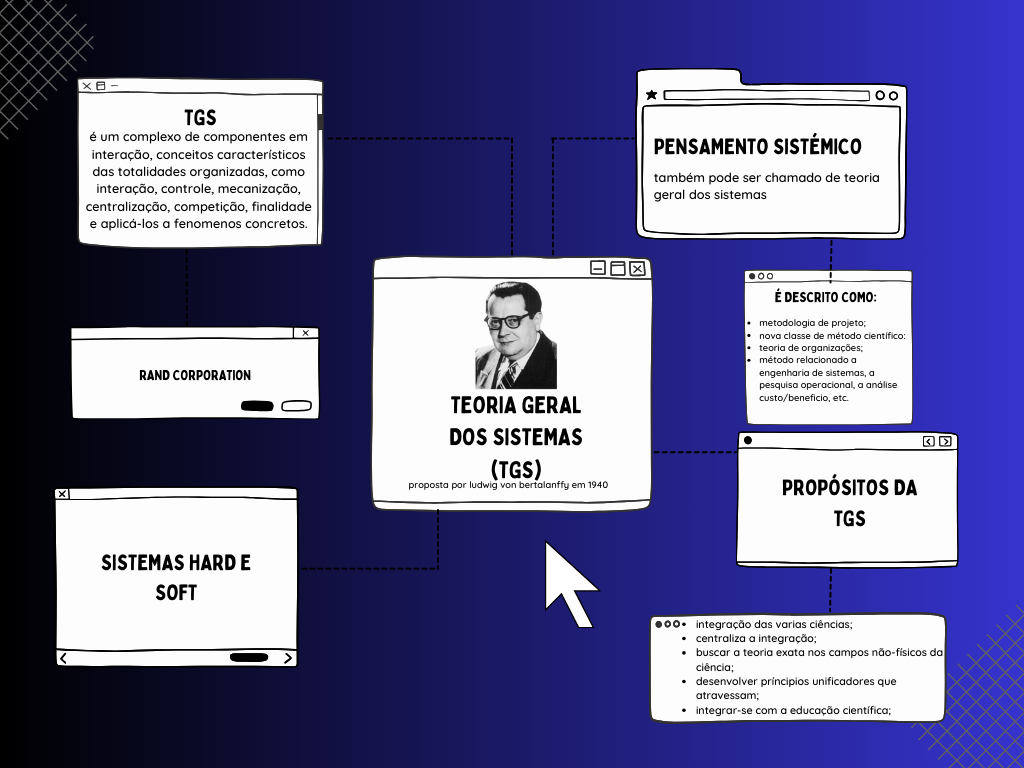 TGS
é um complexo de componentes em
interação, conceitos característicos
das totalidades organizadas, como
interação, controle, mecanização,
centralização, competição, finalidade
e aplicá-los a fenomenos concretos.
PENSAMENTO SISTÉMICO
também pode ser chamado de teoria
geral dos sistemas
É DESCRITO COMO:
• metodologia de projeto;
• nova classe de método científico:
• teoria de organizações;
• método relacionado a
engenharia de sistemas, a
pesquisa operacional, a análise
custo/beneficio, etc.
RAND CORPORATION
TEORIA GERAL
DOS SISTEMAS
(TGS)
proposta por ludwig von bertalanffy em 1940
PROPÓSITOS DA
TGS
SISTEMAS HARD E
SOFT
• integração das varias ciências;
• centraliza a integração;
• buscar a teoria exata nos campos não-físicos da
ciência;
• desenvolver príncipios unificadores que
atravessam;
• integrar-se com a educação científica;